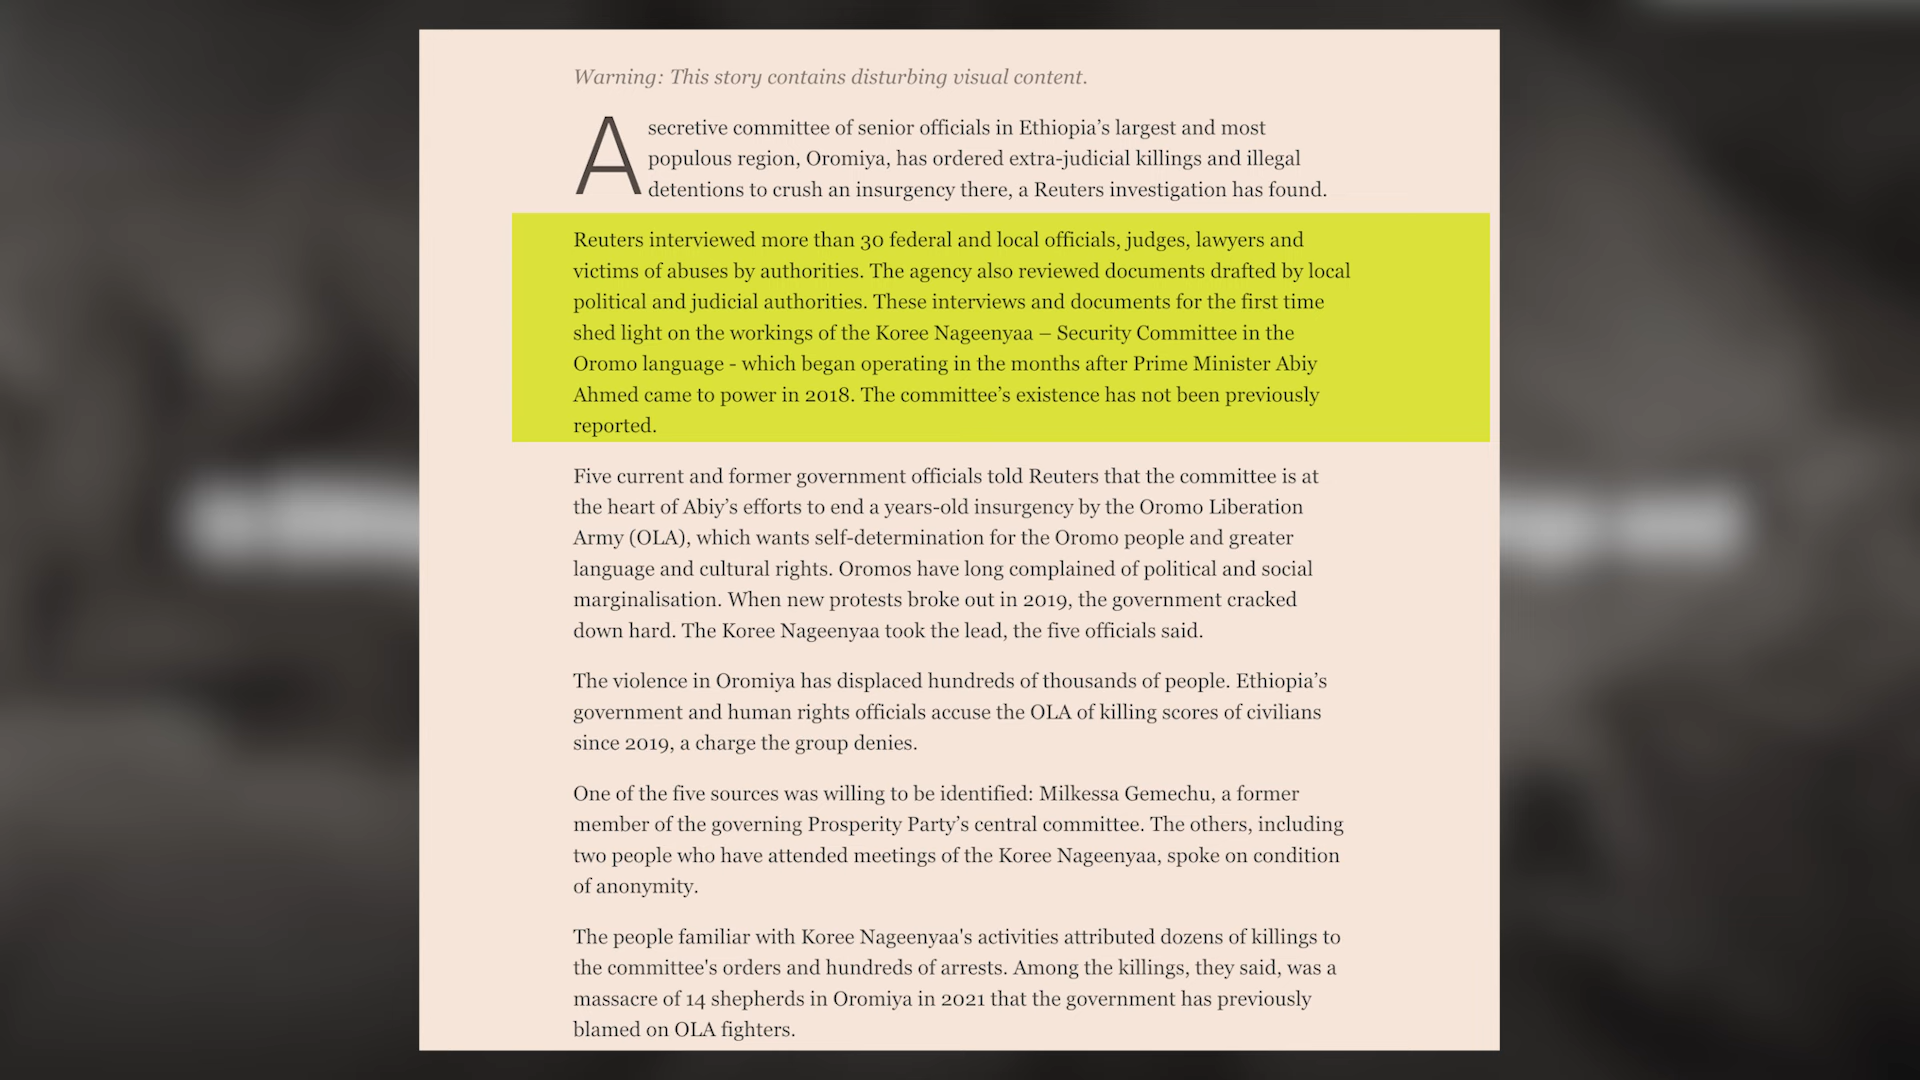 Warning: This story contains disturbing visual content.
A secretive committee of senior officials in Ethiopia’s largest and most
populous region, Oromiya, has ordered extra-judicial killings and illegal
detentions to crush an insurgency there, a Reuters investigation has found.
Reuters interviewed more than 30 federal and local officials, judges, lawyers and
victims of abuses by authorities. The agency also reviewed documents drafted by local
political and judicial authorities. These interviews and documents for the first time
shed light on the workings of the Koree Nageenyaa – Security Committee in the
Oromo language - which began operating in the months after Prime Minister Abiy
Ahmed came to power in 2018. The committee’s existence has not been previously
reported.
Five current and former government officials told Reuters that the committee is at
the heart of Abiy’s efforts to end a years-old insurgency by the Oromo Liberation
Army (OLA), which wants self-determination for the Oromo people and greater
language and cultural rights. Oromos have long complained of political and social
marginalisation. When new protests broke out in 2019, the government cracked
down hard. The Koree Nageenyaa took the lead, the five officials said.
The violence in Oromiya has displaced hundreds of thousands of people. Ethiopia’s
government and human rights officials accuse the OLA of killing scores of civilians
since 2019, a charge the group denies.
One of the five sources was willing to be identified: Milkessa Gemechu, a former
member of the governing Prosperity Party’s central committee. The others, including
two people who have attended meetings of the Koree Nageenyaa, spoke on condition
of anonymity.
The people familiar with Koree Nageenyaa's activities attributed dozens of killings to
the committee's orders and hundreds of arrests. Among the killings, they said, was a
massacre of 14 shepherds in Oromiya in 2021 that the government has previously
blamed on OLA fighters.